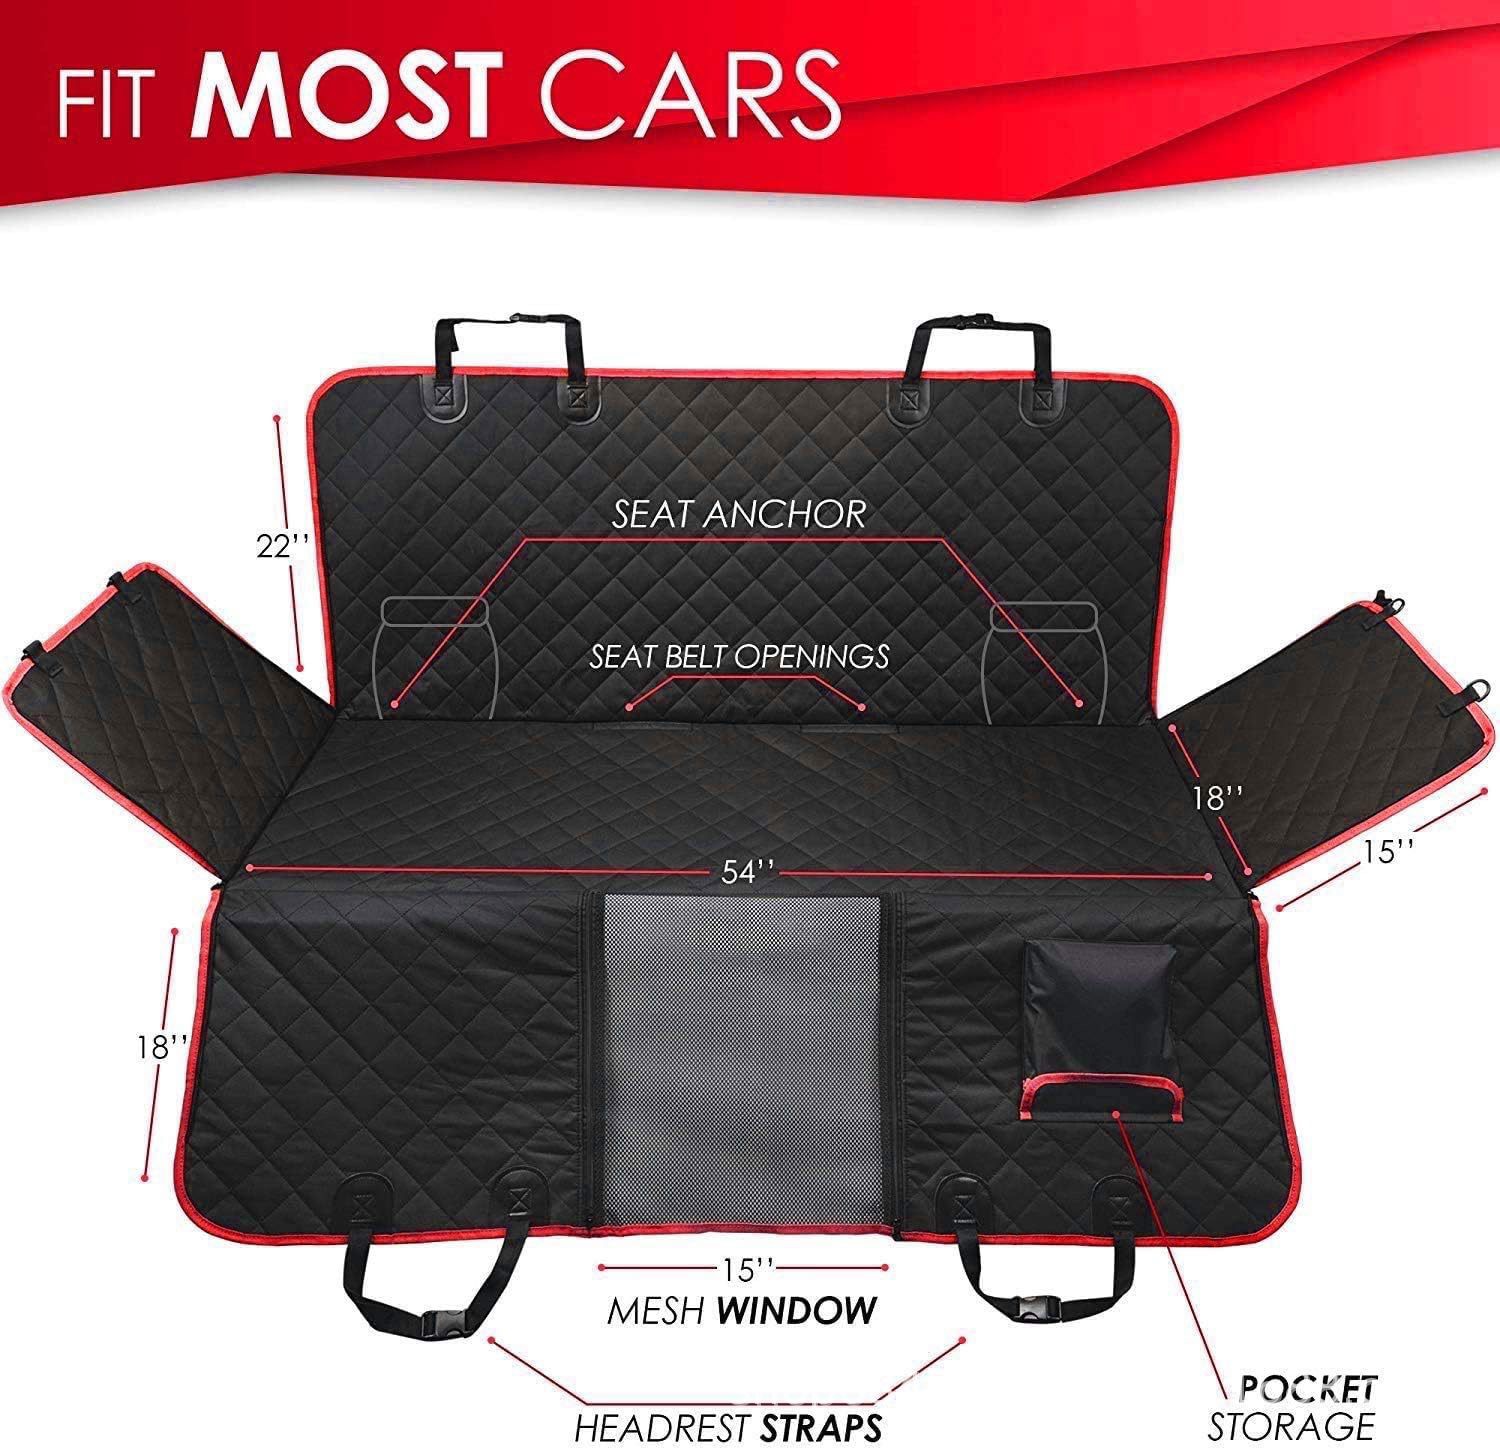 FIT MOST CARS
SEAT ANCHOR
22''
SEAT BELT OPENINGS
18''
15''
54''
18''
15''
MESH WINDOW
POCKET
STORAGE
HEADREST STRAPS